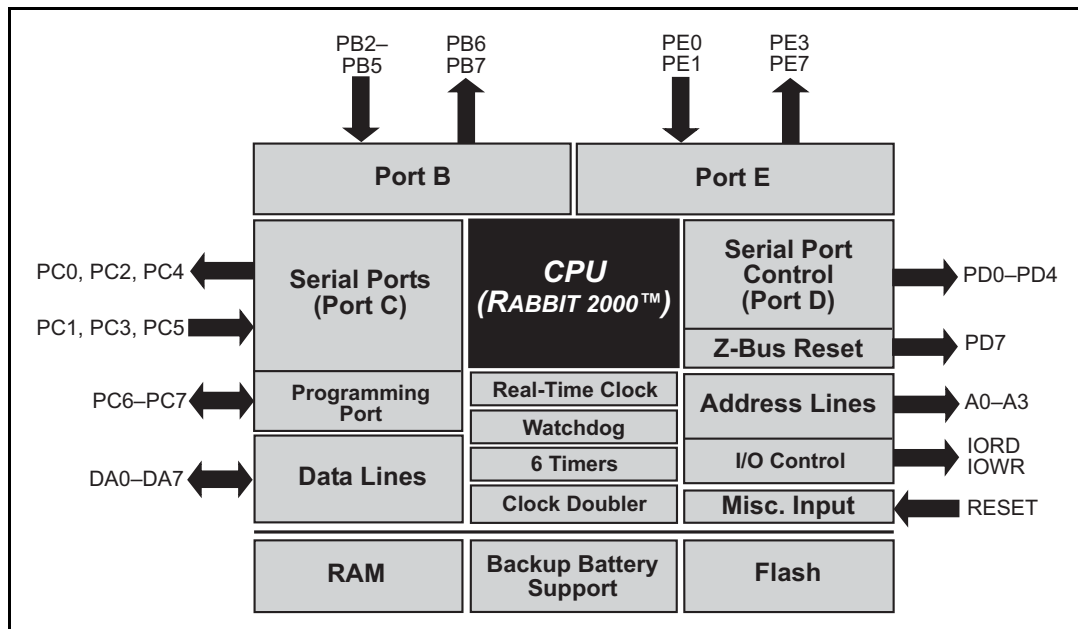 PB2–
PB5
PB6
PB7
PE0
PE1
PE3
PE7
Port B
Port E
PC0, PC2, PC4
PC1, PC3, PC5
PC6–PC7
DA0–DA7
Serial Ports
(Port C)
Programming
Port
Data Lines
CPU
(RABBIT 2000™)
Real-Time Clock
Watchdog
6 Timers
Clock Doubler
Serial Port
Control
(Port D)
Z-Bus Reset
Address Lines
I/O Control
Misc. Input
PD0–PD4
PD7
A0–A3
IORD
IOWR
RESET
RAM
Backup Battery
Support
Flash